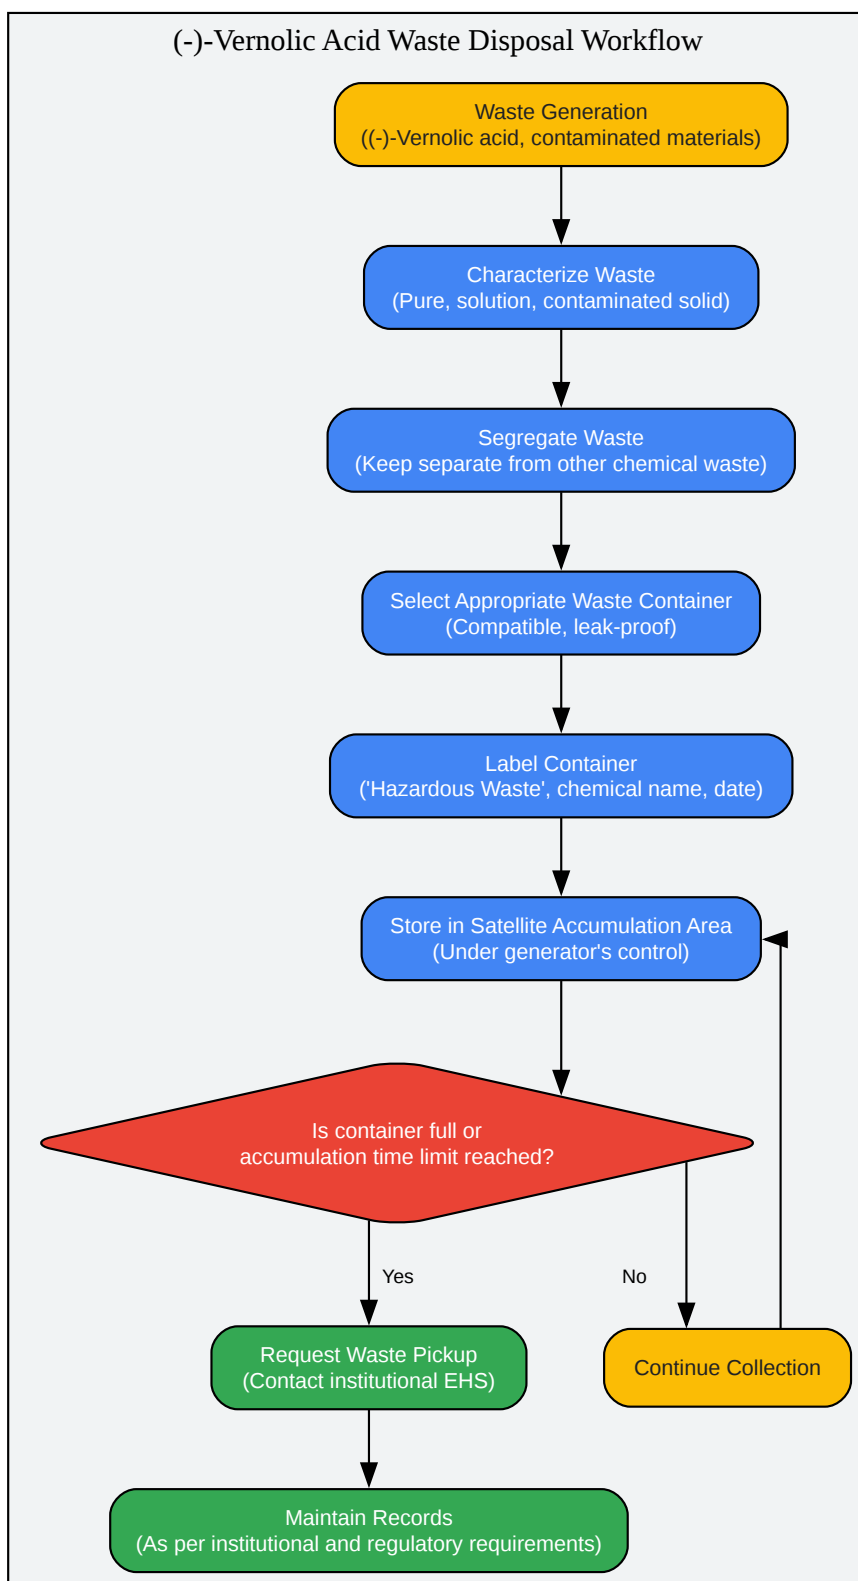 (-)-Vernolic Acid Waste Disposal Workflow
Waste Generation
((-)-Vernolic acid, contaminated materials)
Characterize Waste
(Pure, solution, contaminated solid)
Segregate Waste
(Keep separate from other chemical waste)
Select Appropriate Waste Container
(Compatible, leak-proof)
Label Container
('Hazardous Waste', chemical name, date)
Store in Satellite Accumulation Area
(Under generator's control)
Is container full or
accumulation time limit reached?
Yes
No
Request Waste Pickup
(Contact institutional EHS)
Continue Collection
Maintain Records
(As per institutional and regulatory requirements)